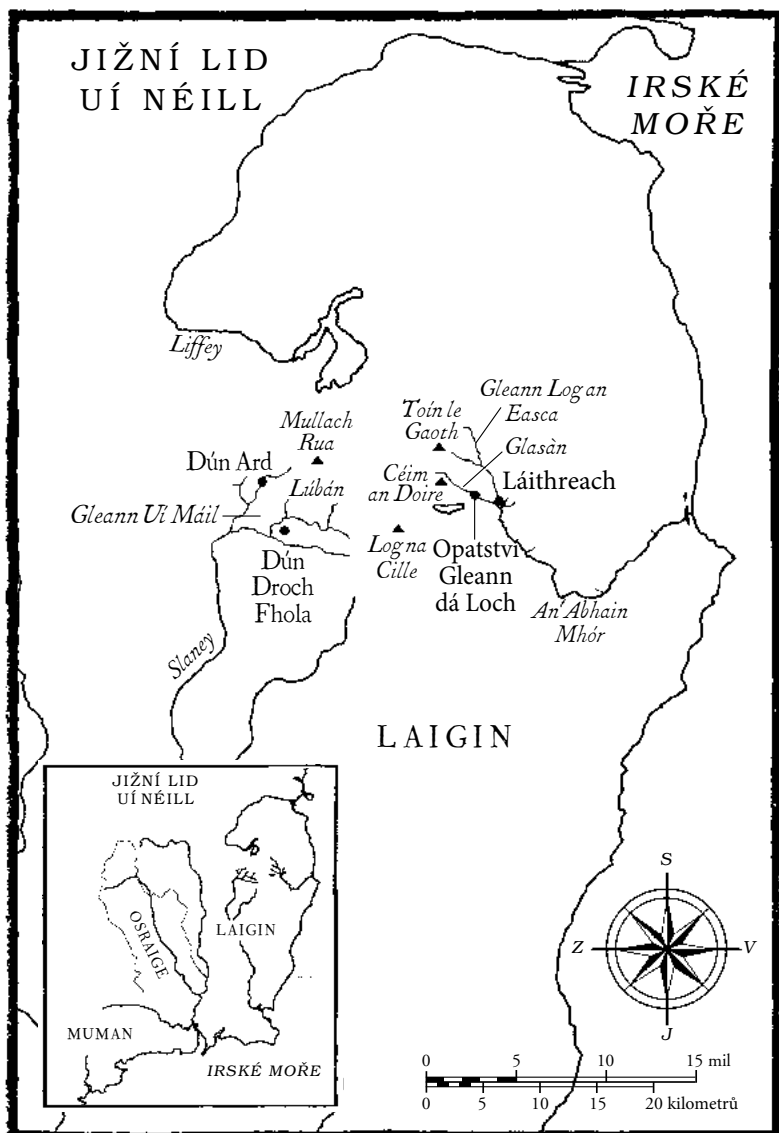 JIŽNÍ LID
UÍ NÉILL
IRSKÉ
MOŘE
Liffey
Gleann Log an
Easca
Toín le
Gaoth
Mullach
Rua
Glasàn
Dún Ard
Céim
an Doire
Láithreach
Lúbán
Gleann Uí Máil
Log na
Cille
Opatství
Gleann
dá Loch
Dún
Droch
Fhola
An Abhain
Mhór
Slaney
LAIGIN
JIŽNÍ LID
UÍ NÉILL
OSRAIGE
LAIGIN
MUMAN
IRSKÉ MOŘE
S
Z
V
J
0 5 10 15 mil
0 5 10 15 20 kilometrů